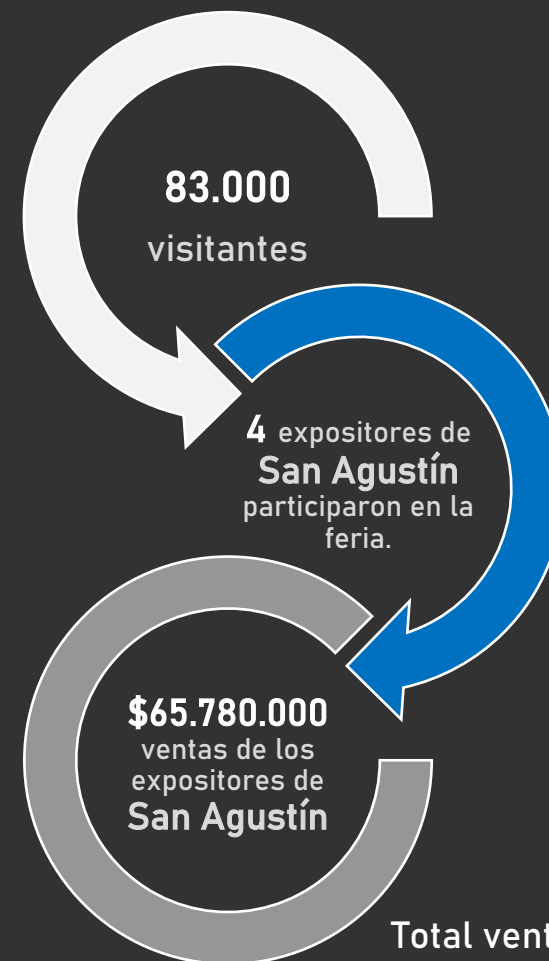 83.000
visitantes
4 expositores de
San Agustín
participaron en la
feria.
$65.780.000
ventas de los
expositores de
San Agustín
Total vent